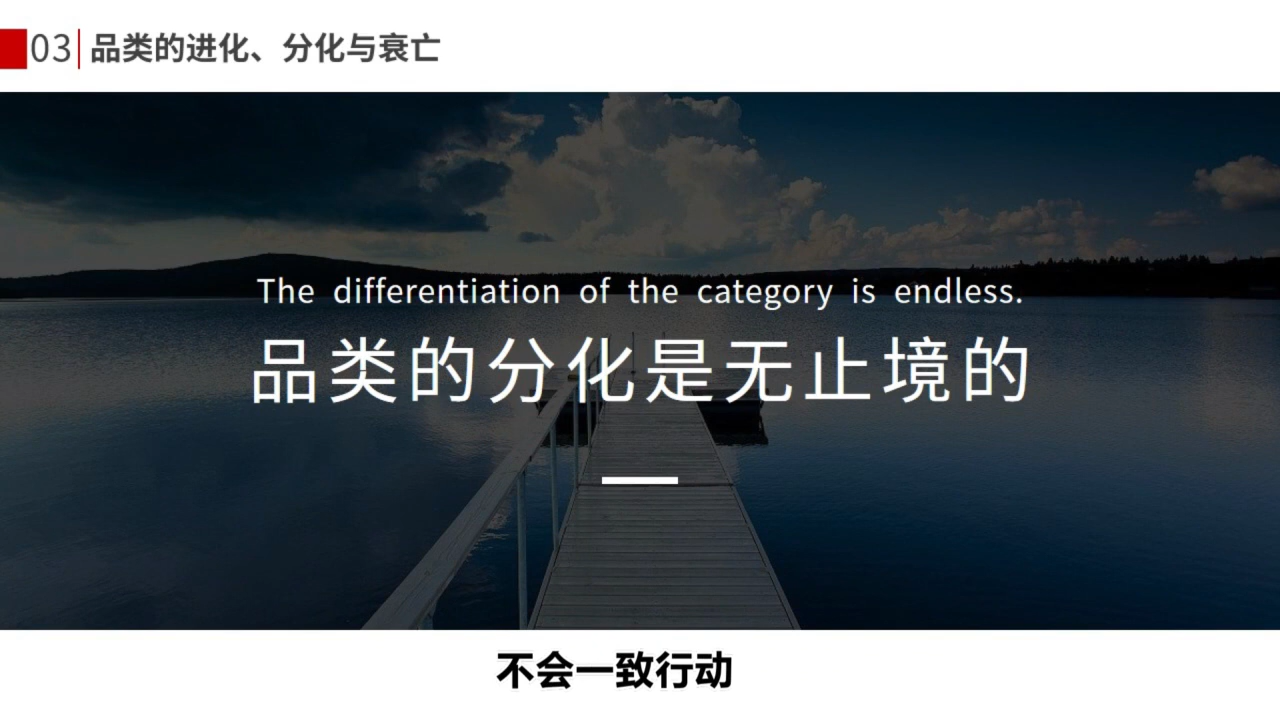 03 品类的进化、分化与衰亡
The differentiation of the category is endless.
品类的分化是无止境的
不会一致行动